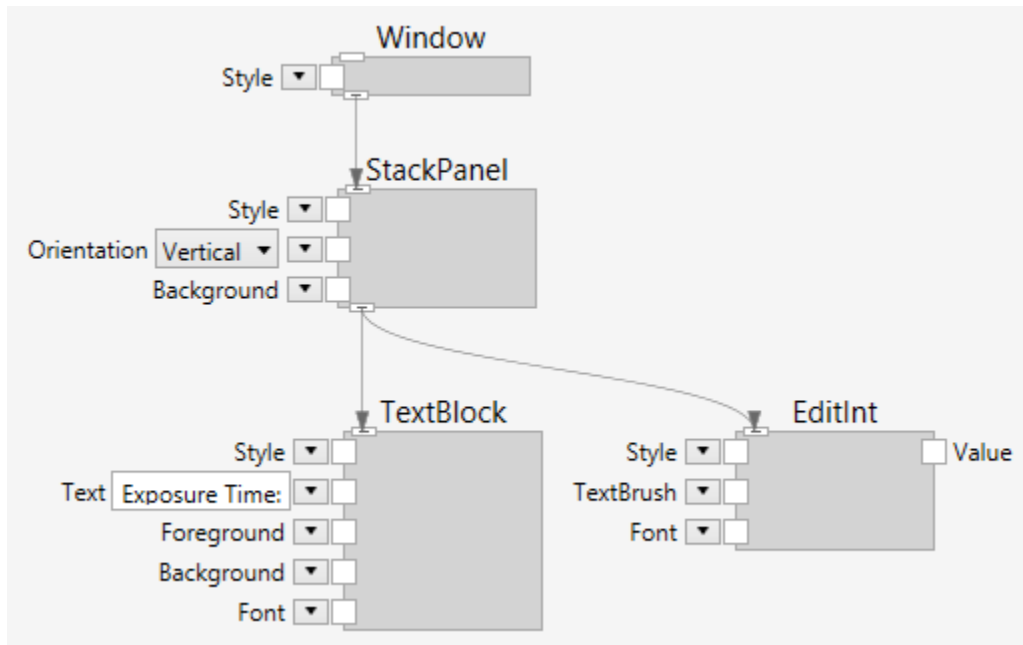 Window
Style
StackPanel
Style
Orientation Vertical
Background
TextBlock
EditInt
Style
Style
Value
Text Exposure Time:
TextBrush
Foreground
Font
Background
Font